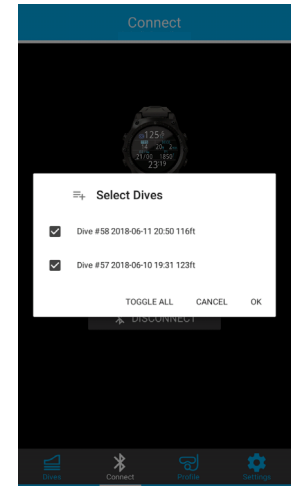 Connect
125
21/00 1850
23:19
Select Dives
Dive #58 2018-06-11 20:50 116ft
Dive #57 2018-06-10 19:31 123ft
TOGGLE ALL CANCEL OK
DISCONNECT
Dives Connect Profile Settings